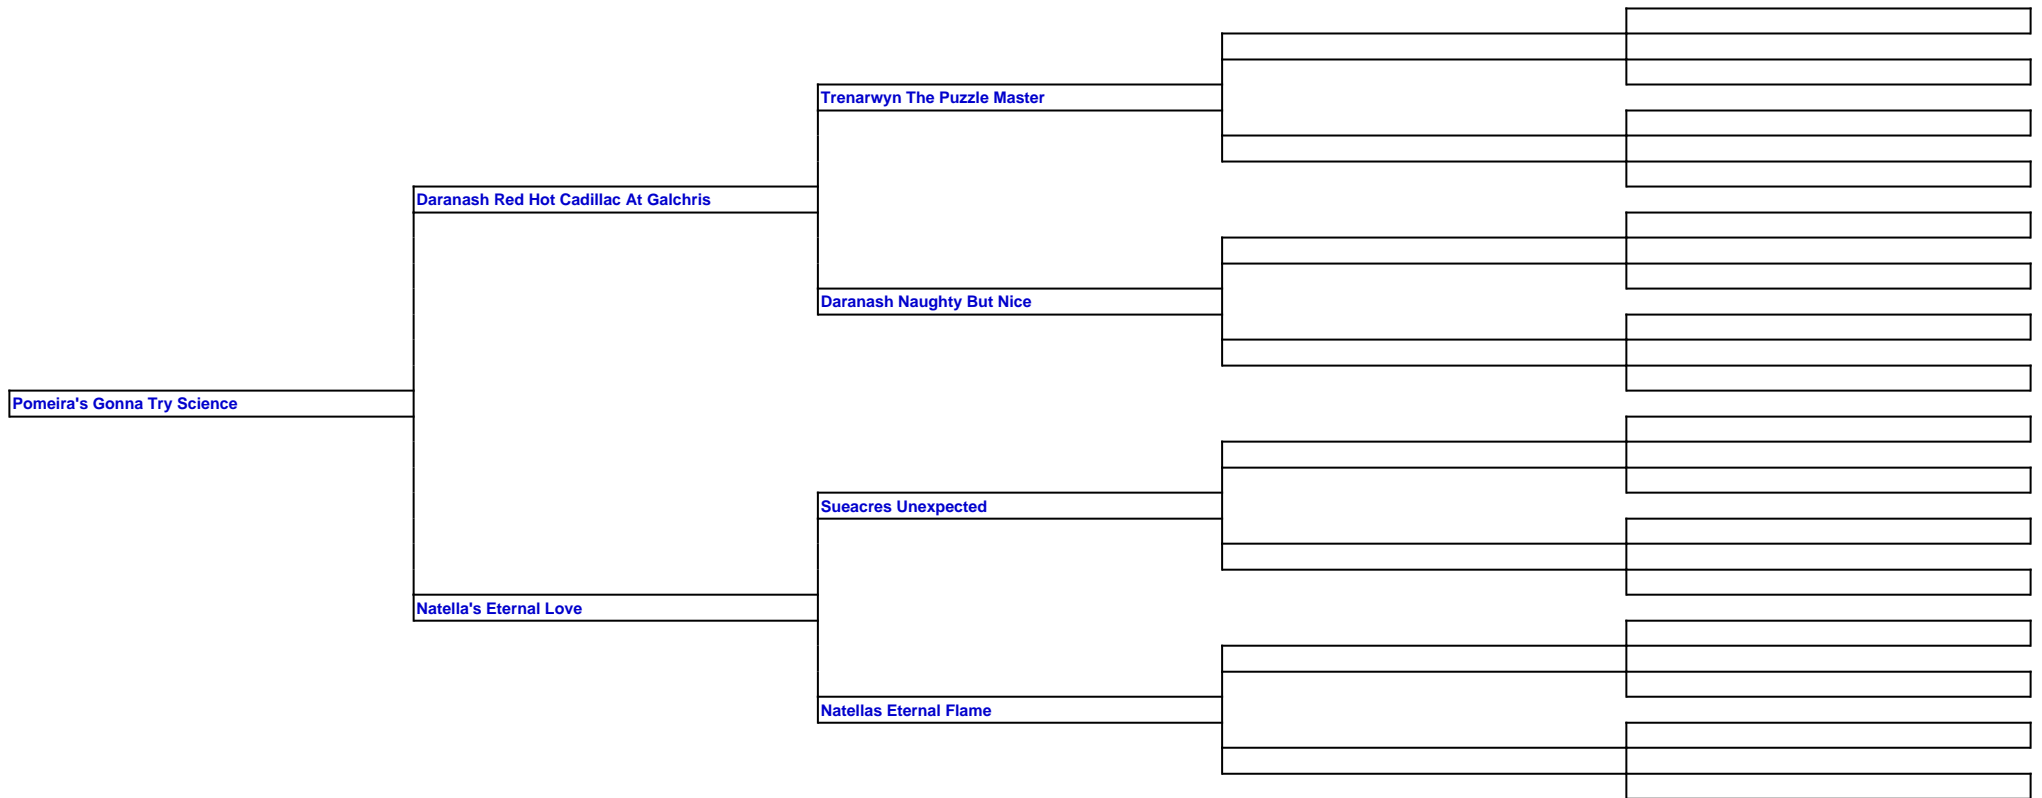 Trenarwyn The Puzzle Master
Daranash Red Hot Cadillac At Galchris
Daranash Naughty But Nice
Pomeira's Gonna Try Science
Sueacres Unexpected
Natella's Eternal Love
Natellas Eternal Flame